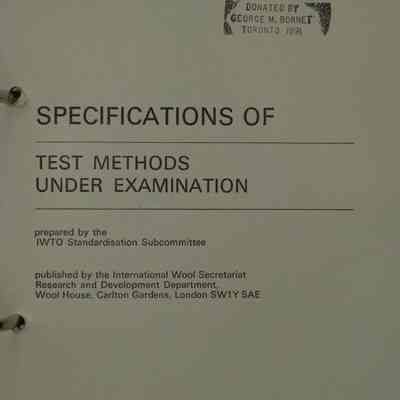 DONATED BY
GEORGE M. BORNET
TORONTO 1991
SPECIFICATIONS OF
TEST METHODS
UNDER EXAMINATION
prepared by the
IWTO Standardisation Subcommittee
published by the International Wool Secretariat
Research and Development Department,
Wool House, Carlton Gardens, London SW1Y 5AE